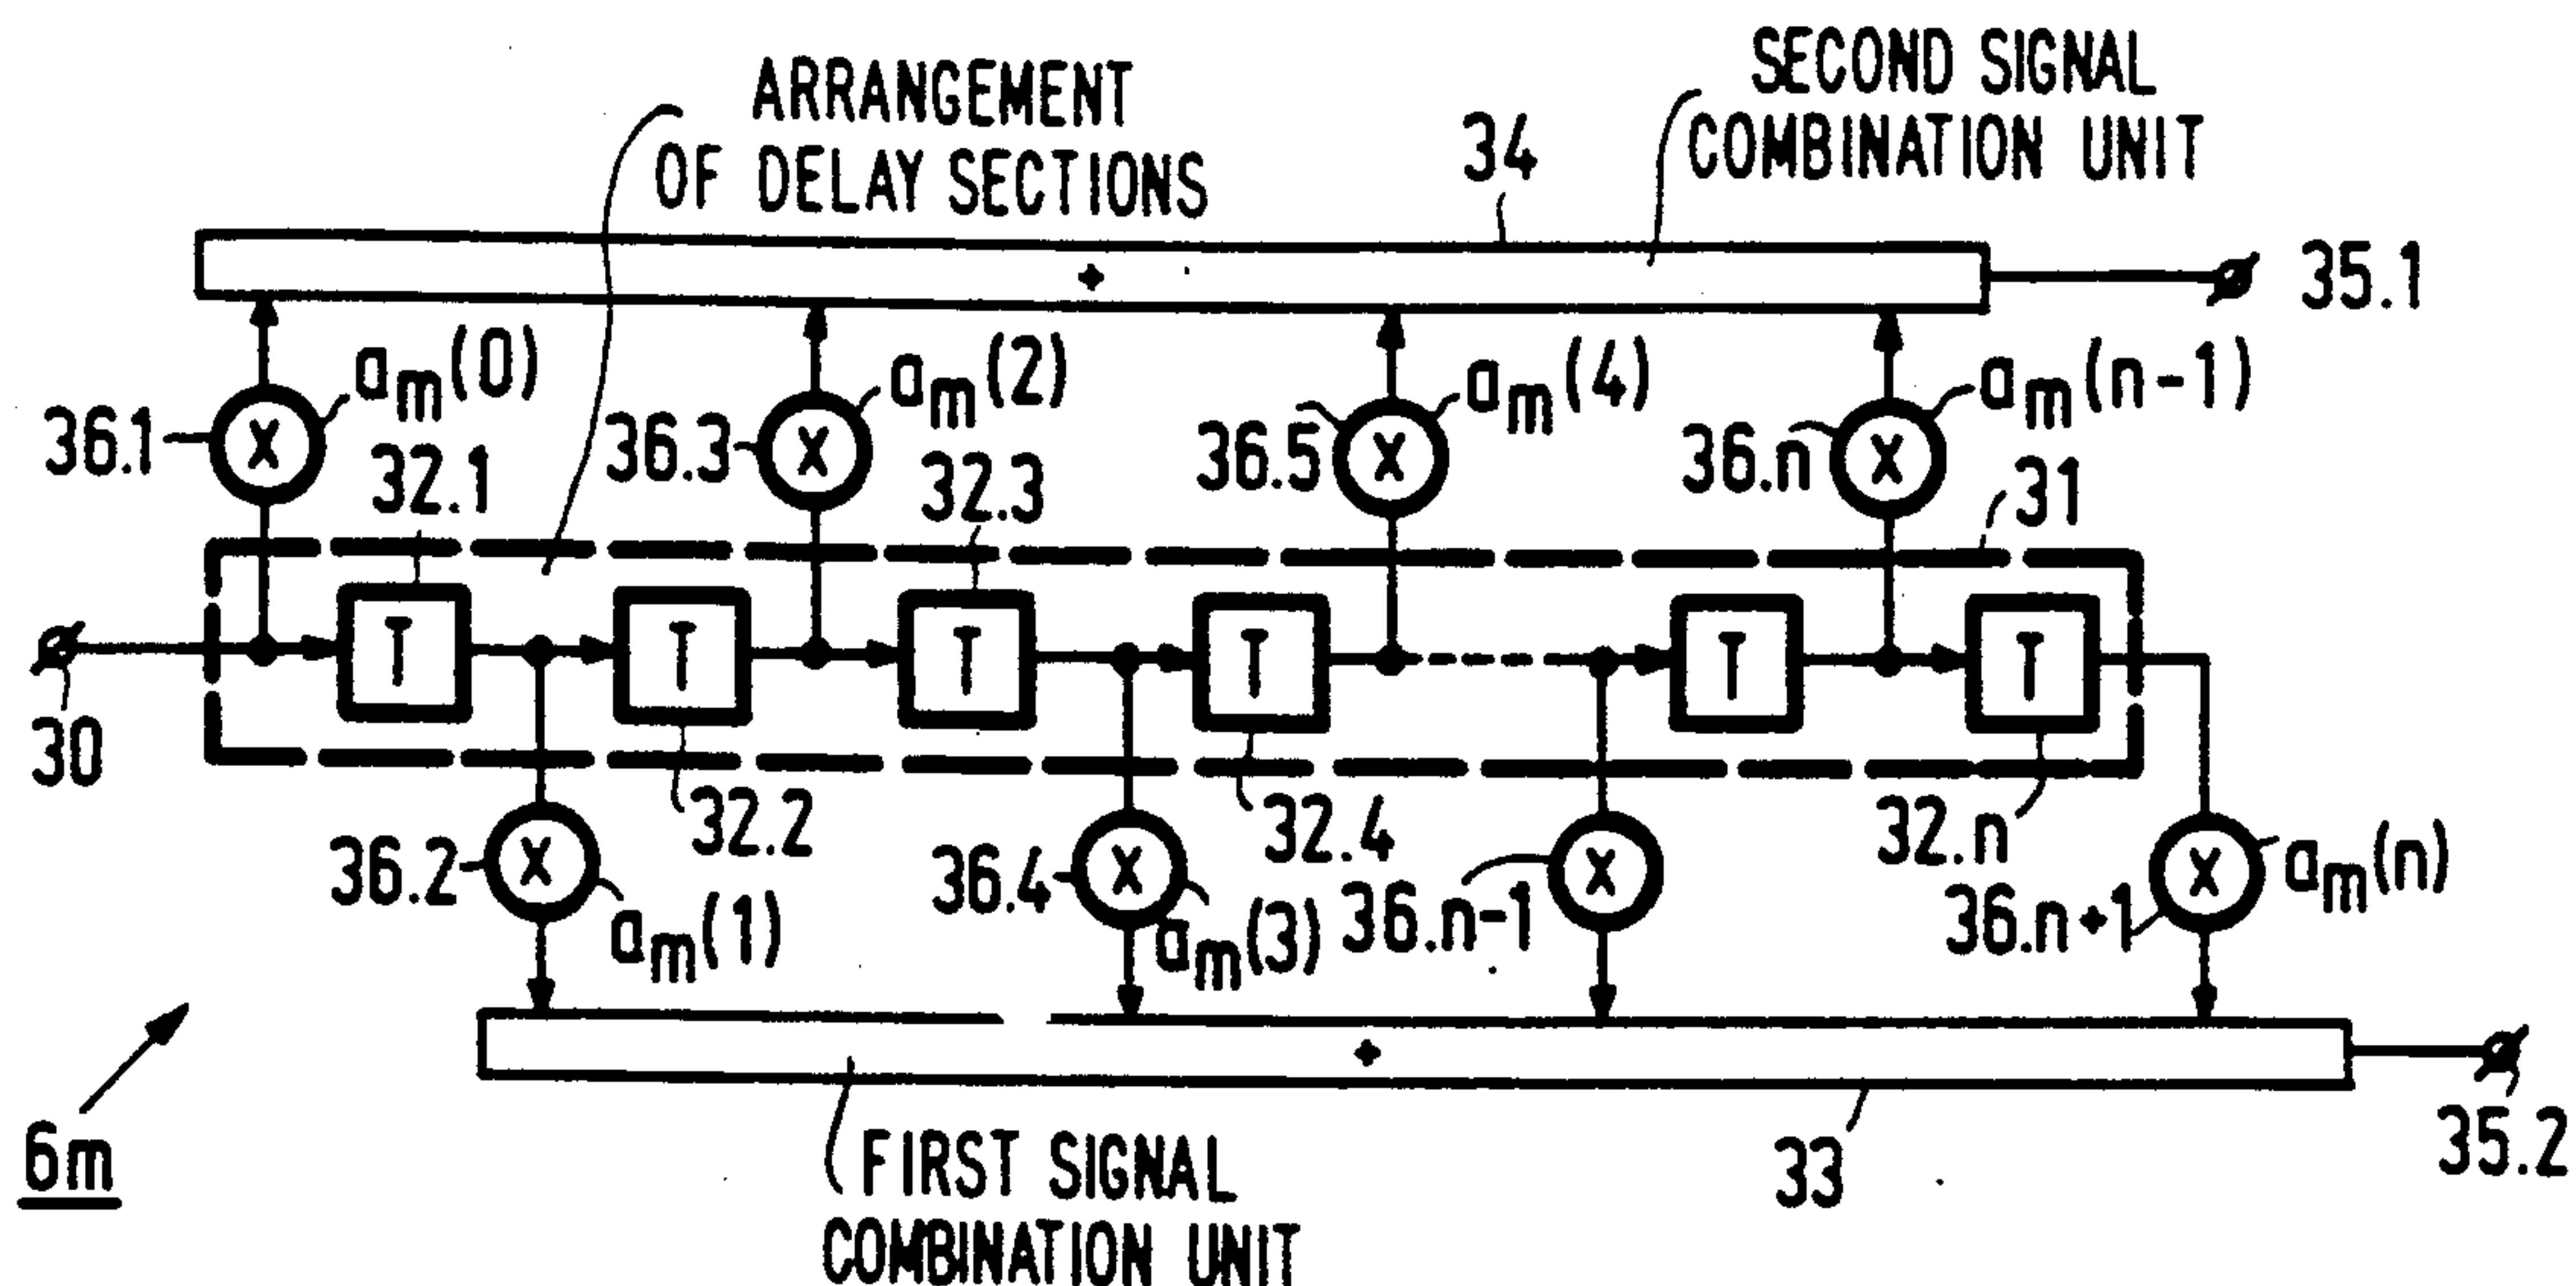 ARRANGEMENT
OF DELAY SECTIONS
SECOND SIGNAL
COMBINATION UNIT
34
+
35.1
a_m(0)
a_m(2)
a_m(4)
a_m(n-1)
36.1
X
36.3
X
36.5
X
36.n
X
32.1
32.3
31
T
T
T
T
T
T
30
32.2
32.4
32.n
36.2
X
36.4
X
36.n-1
X
36.n+1
X
a_m(n)
a_m(1)
a_m(3)
+
6m
FIRST SIGNAL
COMBINATION UNIT
33
35.2